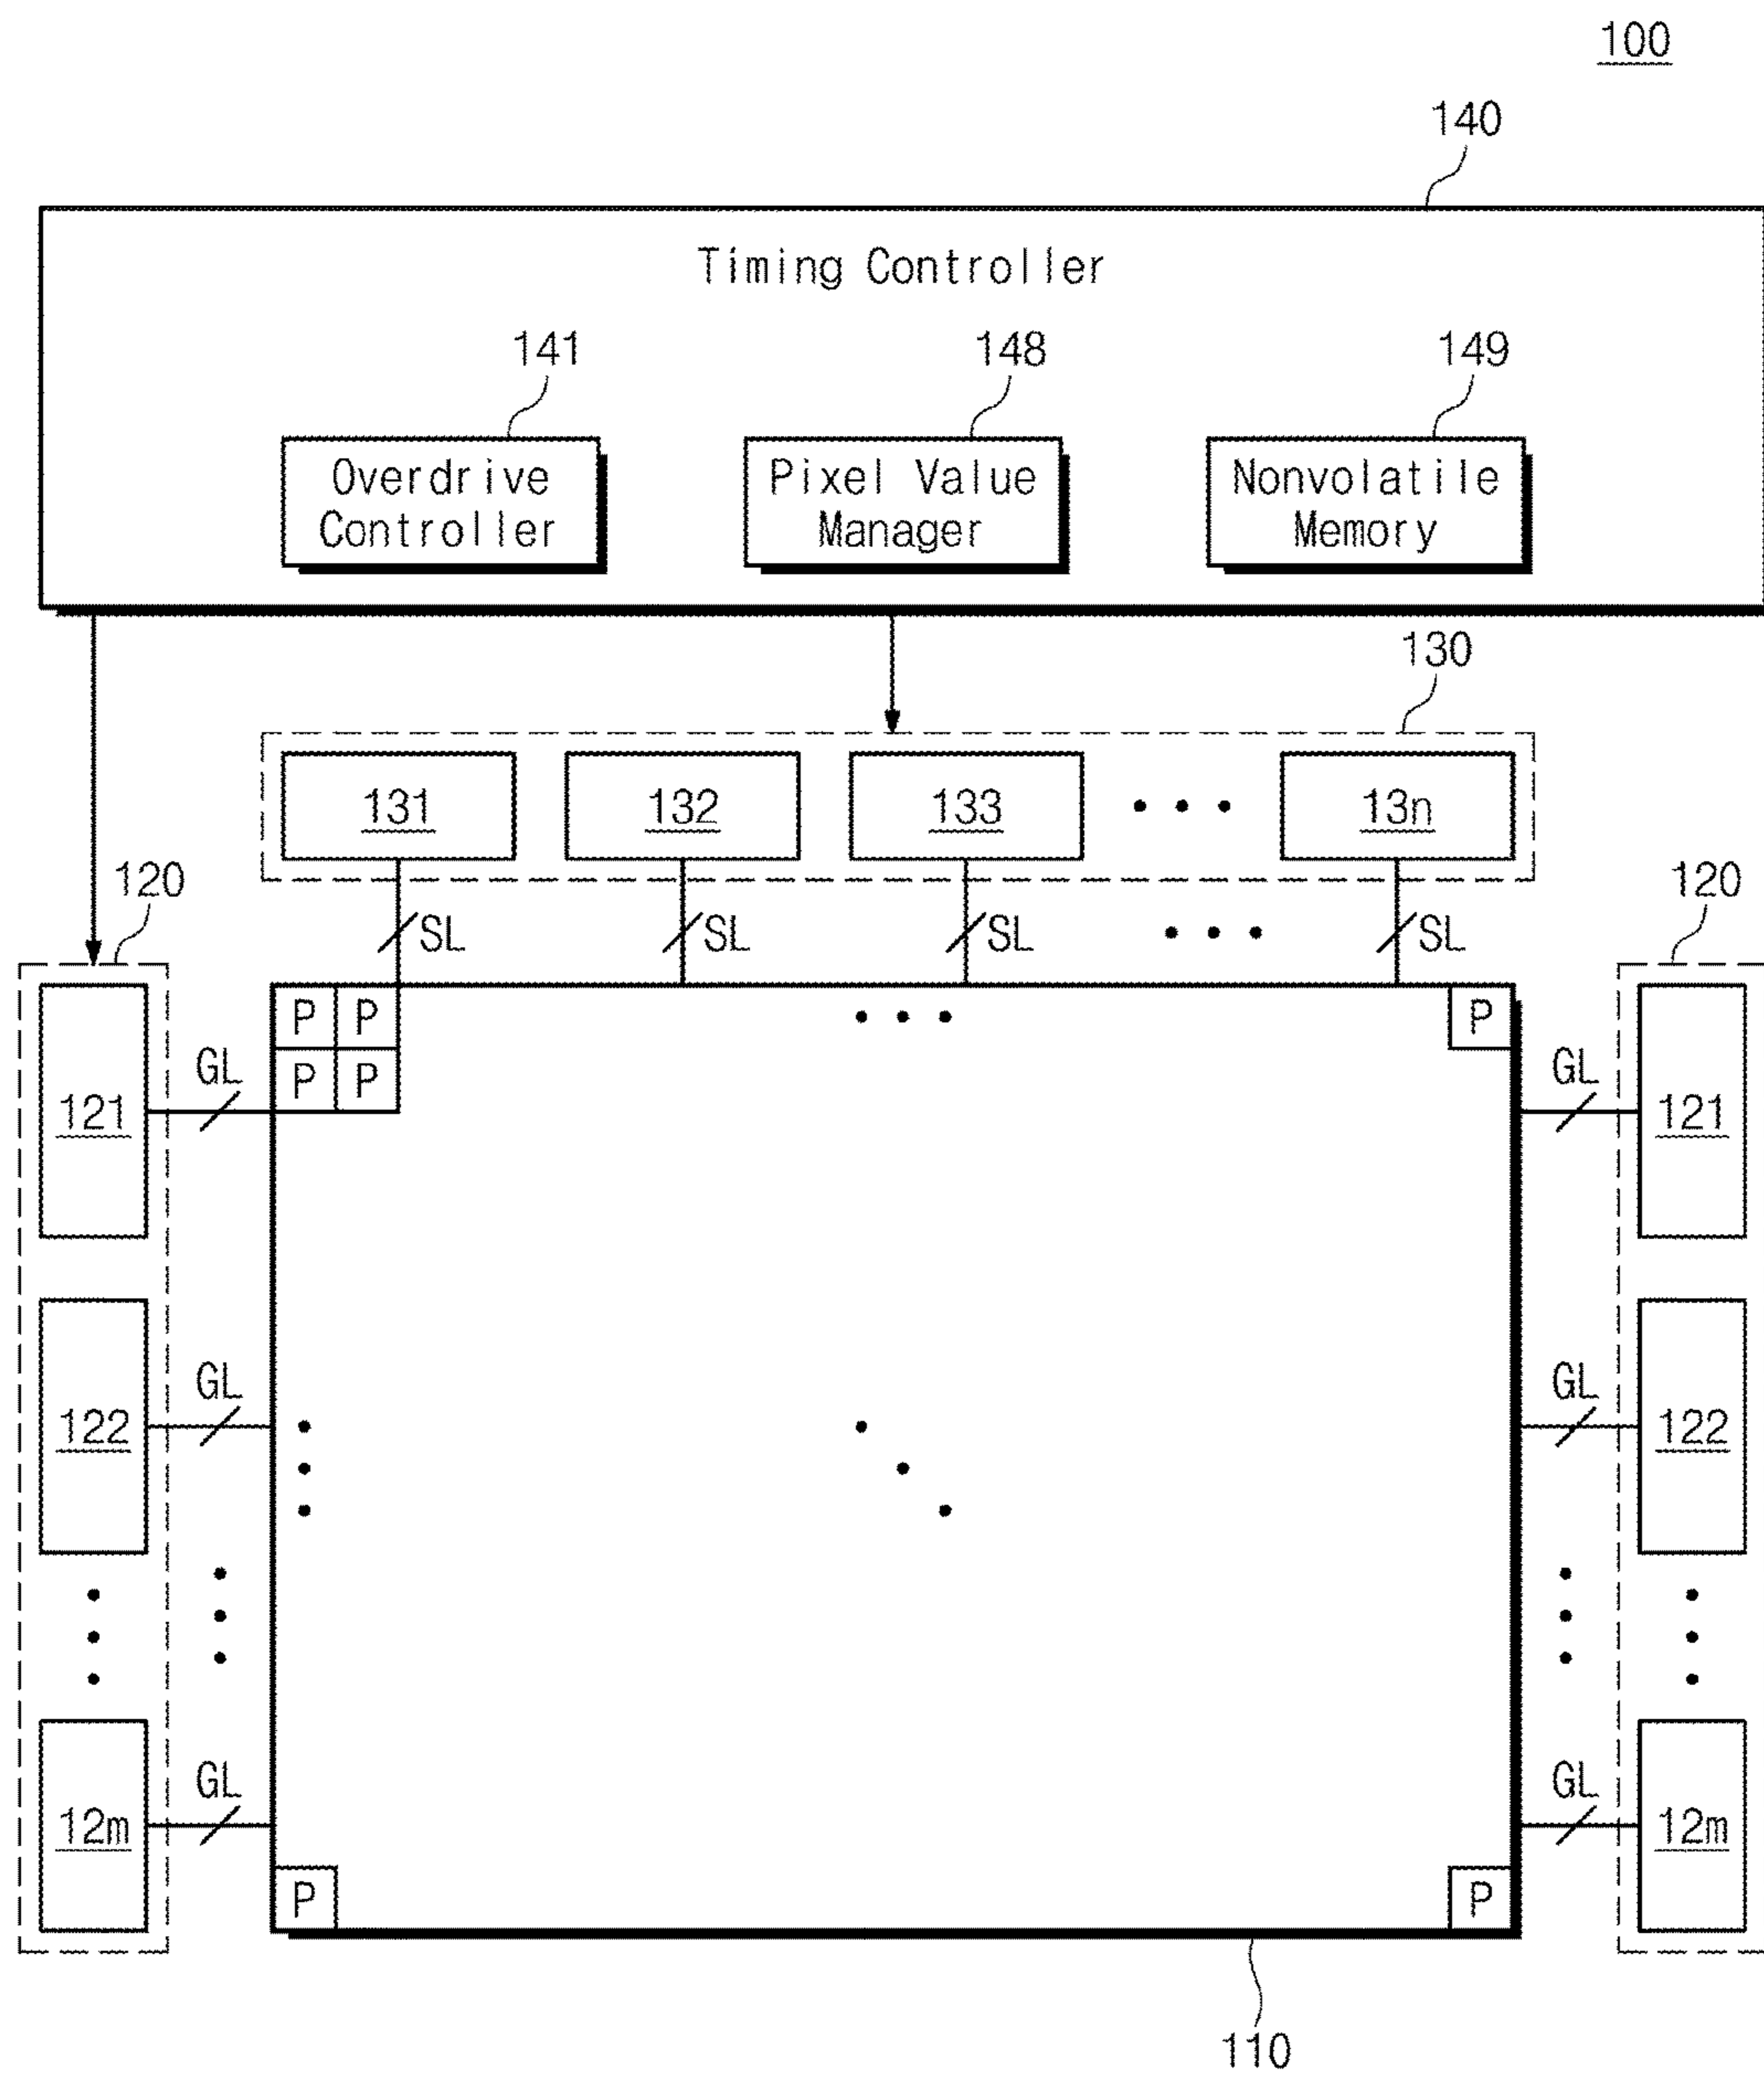 100
140
Timing Controller
141
148
149
Overdrive
Controller
Pixel Value
Manager
Nonvolatile
Memory
130
131
132
133
13n
120
120
SL
SL
SL
SL
P P
P
P P
GL
GL
121
121
GL
GL
122
122
GL
GL
12m
12m
P
P
110